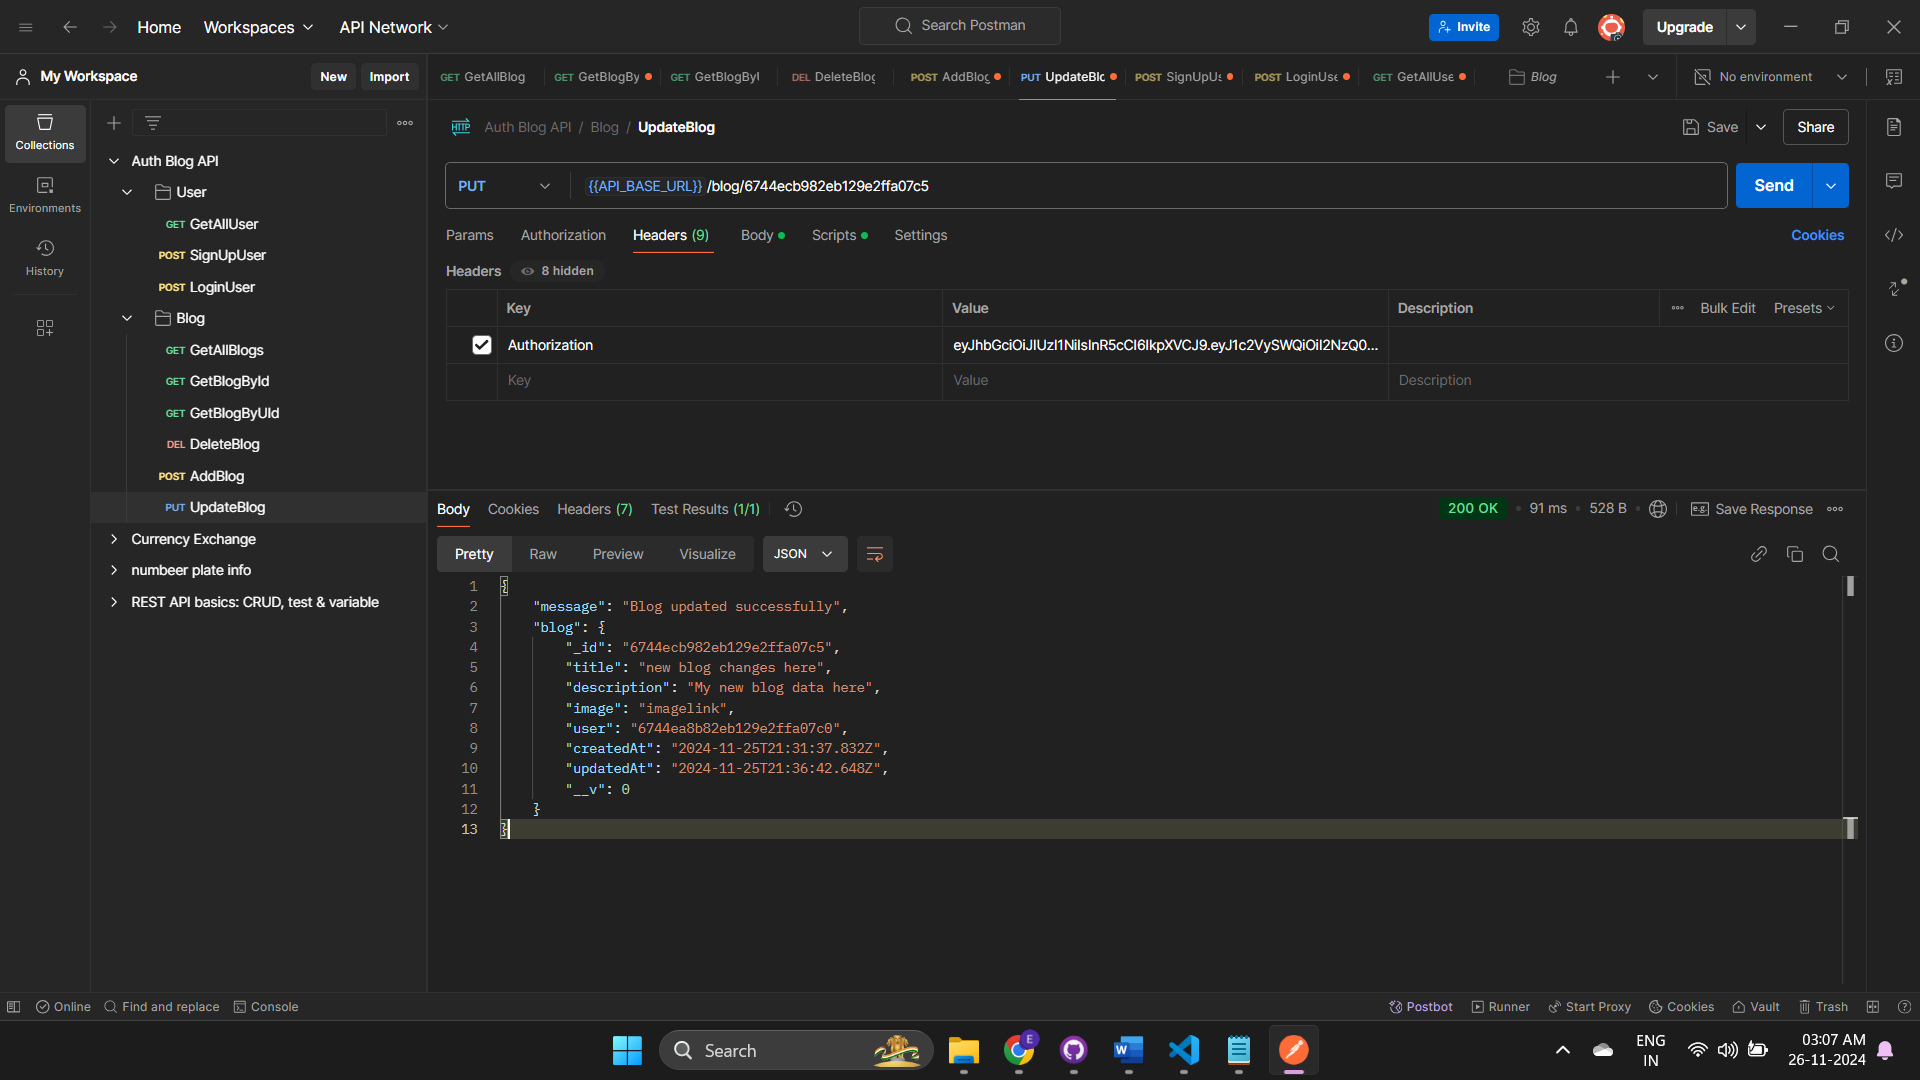 Home Workspaces API Network Search Postman Invite Upgrade
My Workspace New Import
GET GetAllBlog GET GetBlogBy GET GetBlogByU DEL DeleteBlog POST AddBlog PUT UpdateBlo POST SignUpUs POST LoginUse GET GetAllUse Blog No environment
Collections
Environments
History
Auth Blog API
User
GET GetAllUser
POST SignUpUser
POST LoginUser
Blog
GET GetAllBlogs
GET GetBlogById
GET GetBlogByUId
DEL DeleteBlog
POST AddBlog
PUT UpdateBlog
Currency Exchange
numbeer plate info
REST API basics: CRUD, test & variable
HTTP Auth Blog API / Blog / UpdateBlog Save Share
PUT {{API_BASE_URL}} /blog/6744ecb982eb129e2ffa07c5 Send
Params Authorization Headers (9) Body Scripts Settings Cookies
Headers 8 hidden
Key Value Description Bulk Edit Presets
Authorization eyJhbGciOiJIUzI1NiIsInR5cCI6IkpXVCJ9.eyJ1c2VySWQiOiI2NzQ0...
Key Value Description
Body Cookies Headers (7) Test Results (1/1) 200 OK 91 ms 528 B e.g. Save Response
Pretty Raw Preview Visualize JSON
1 {
2 "message": "Blog updated successfully",
3 "blog": {
4 "_id": "6744ecb982eb129e2ffa07c5",
5 "title": "new blog changes here",
6 "description": "My new blog data here",
7 "image": "imagelink",
8 "user": "6744ea8b82eb129e2ffa07c0",
9 "createdAt": "2024-11-25T21:31:37.832Z",
10 "updatedAt": "2024-11-25T21:36:42.648Z",
11 "__v": 0
12 }
13 }
Online Find and replace Console Postbot Runner Start Proxy Cookies Vault Trash
Search E W ENG IN 03:07 AM 26-11-2024